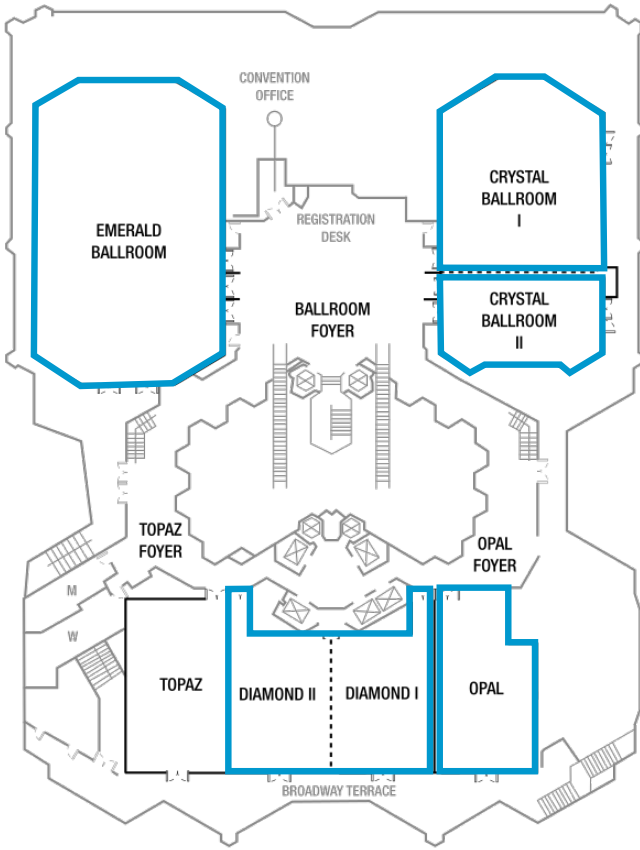 CONVENTION
OFFICE
CRYSTAL
BALLROOM
I
EMERALD
BALLROOM
REGISTRATION
DESK
BALLROOM
FOYER
CRYSTAL
BALLROOM
II
TOPAZ
FOYER
OPAL
FOYER
M
W
TOPAZ
DIAMOND II
DIAMOND I
OPAL
BROADWAY TERRACE